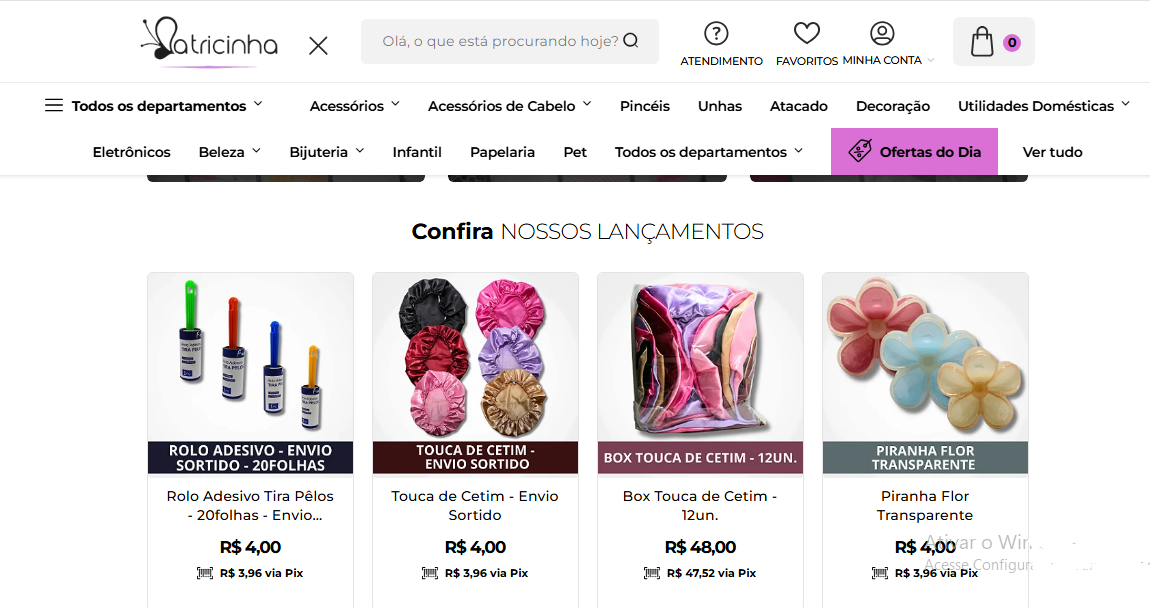 Patricinha
Olá, o que está procurando hoje?
ATENDIMENTO FAVORITOS MINHA CONTA 0
Todos os departamentos Acessórios Acessórios de Cabelo Pincéis Unhas Atacado Decoração Utilidades Domésticas
Eletrônicos Beleza Bijuteria Infantil Papelaria Pet Todos os departamentos Ofertas do Dia Ver tudo
Confira NOSSOS LANÇAMENTOS
ROLO ADESIVO - ENVIO
SORTIDO - 20FOLHAS
TOUCA DE CETIM -
ENVIO SORTIDO
BOX TOUCA DE CETIM - 12UN.
PIRANHA FLOR
TRANSPARENTE
Rolo Adesivo Tira Pêlos
- 20folhas - Envio...
Touca de Cetim - Envio
Sortido
Box Touca de Cetim -
12un.
Piranha Flor
Transparente
R$ 4,00 R$ 4,00 R$ 48,00 R$ 4,00
R$ 3,96 via Pix R$ 3,96 via Pix R$ 47,52 via Pix R$ 3,96 via Pix
Ativar o
Acesse